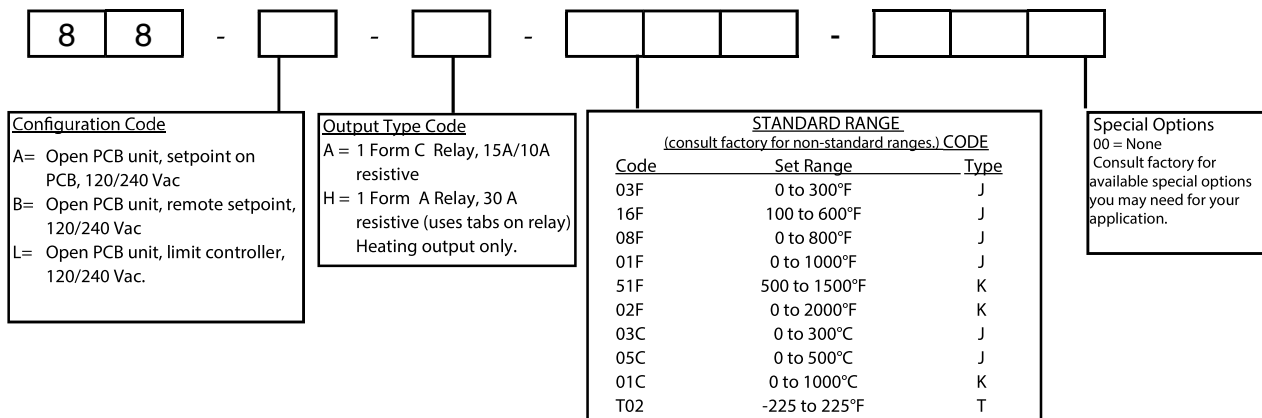 8 8 - - - -
Configuration Code
A= Open PCB unit, setpoint on
PCB, 120/240 Vac
B= Open PCB unit, remote setpoint,
120/240 Vac
L= Open PCB unit, limit controller,
120/240 Vac.
Output Type Code
A = 1 Form C Relay, 15A/10A
resistive
H = 1 Form A Relay, 30 A
resistive (uses tabs on relay)
Heating output only.
STANDARD RANGE
(consult factory for non-standard ranges.) CODE
Code Set Range Type
03F 0 to 300°F J
16F 100 to 600°F J
08F 0 to 800°F J
01F 0 to 1000°F J
51F 500 to 1500°F K
02F 0 to 2000°F K
03C 0 to 300°C J
05C 0 to 500°C J
01C 0 to 1000°C K
T02 -225 to 225°F T
Special Options
00 = None
Consult factory for
available special options
you may need for your
application.